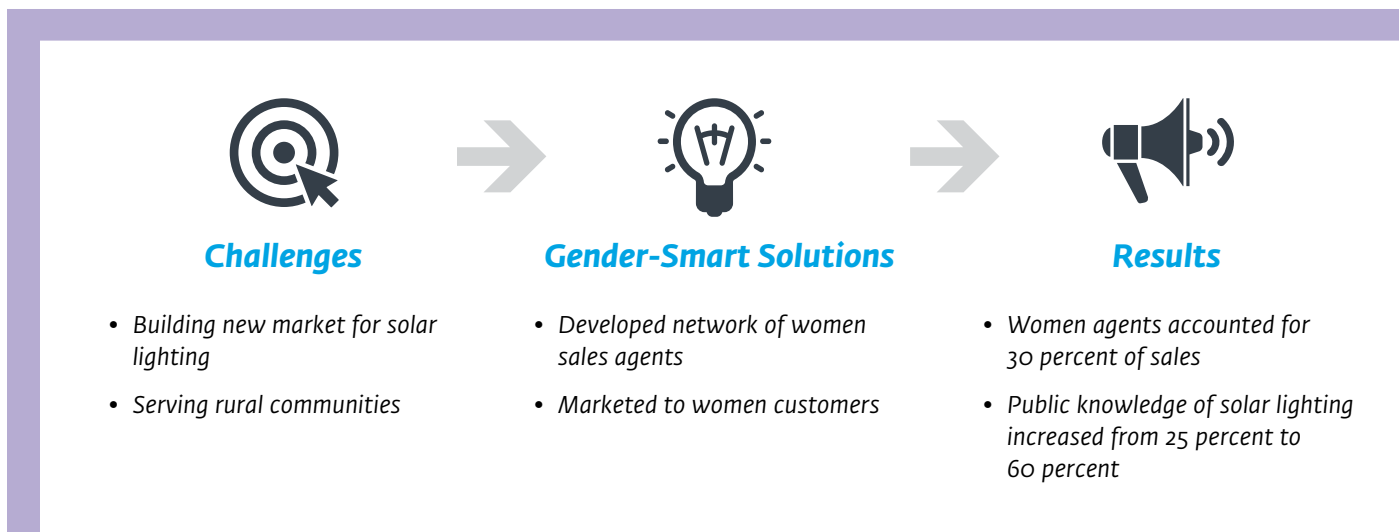 Challenges
• Building new market for solar
lighting
• Serving rural communities
Gender-Smart Solutions
• Developed network of women
sales agents
• Marketed to women customers
Results
• Women agents accounted for
30 percent of sales
• Public knowledge of solar lighting
increased from 25 percent to
60 percent